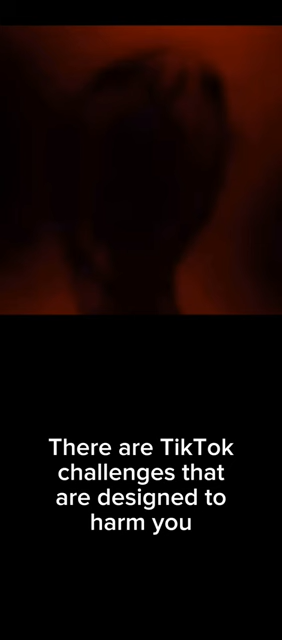 There are TikTok
challenges that
are designed to
harm you